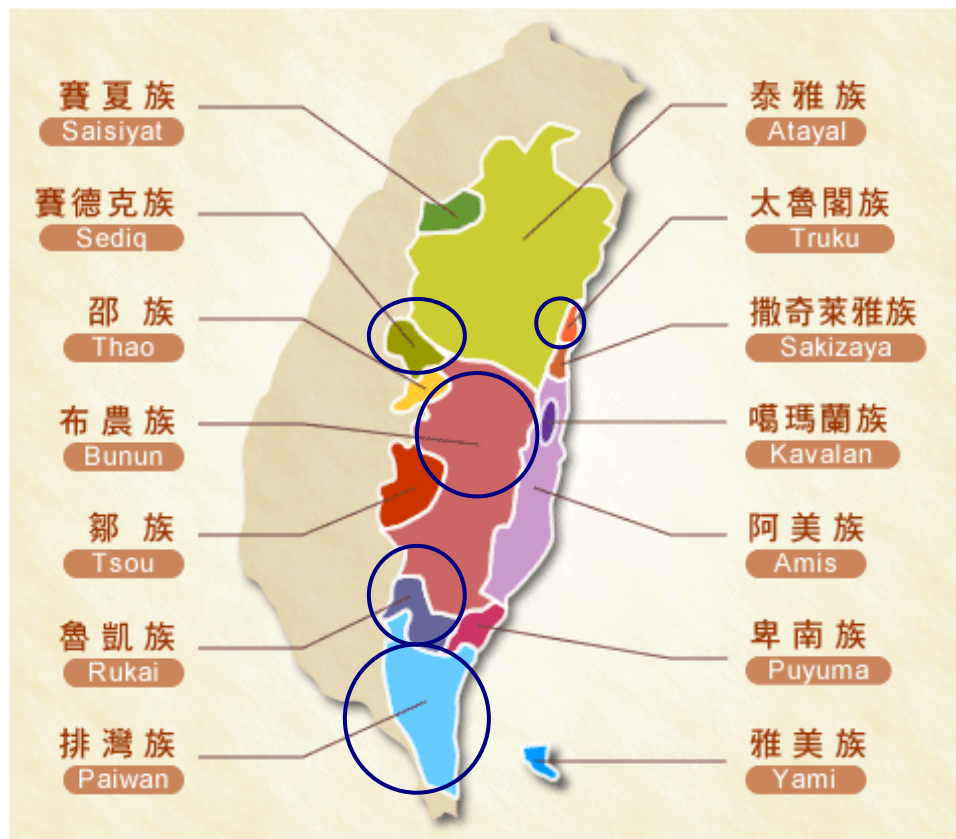 賽夏族
Saisiyat
賽德克族
Sediq
邵族
Thao
布農族
Bunun
鄒族
Tsou
魯凱族
Rukai
排灣族
Paiwan
泰雅族
Atayal
太魯閣族
Truku
撒奇萊雅族
Sakizaya
噶瑪蘭族
Kavalan
阿美族
Amis
卑南族
Puyuma
雅美族
Yami